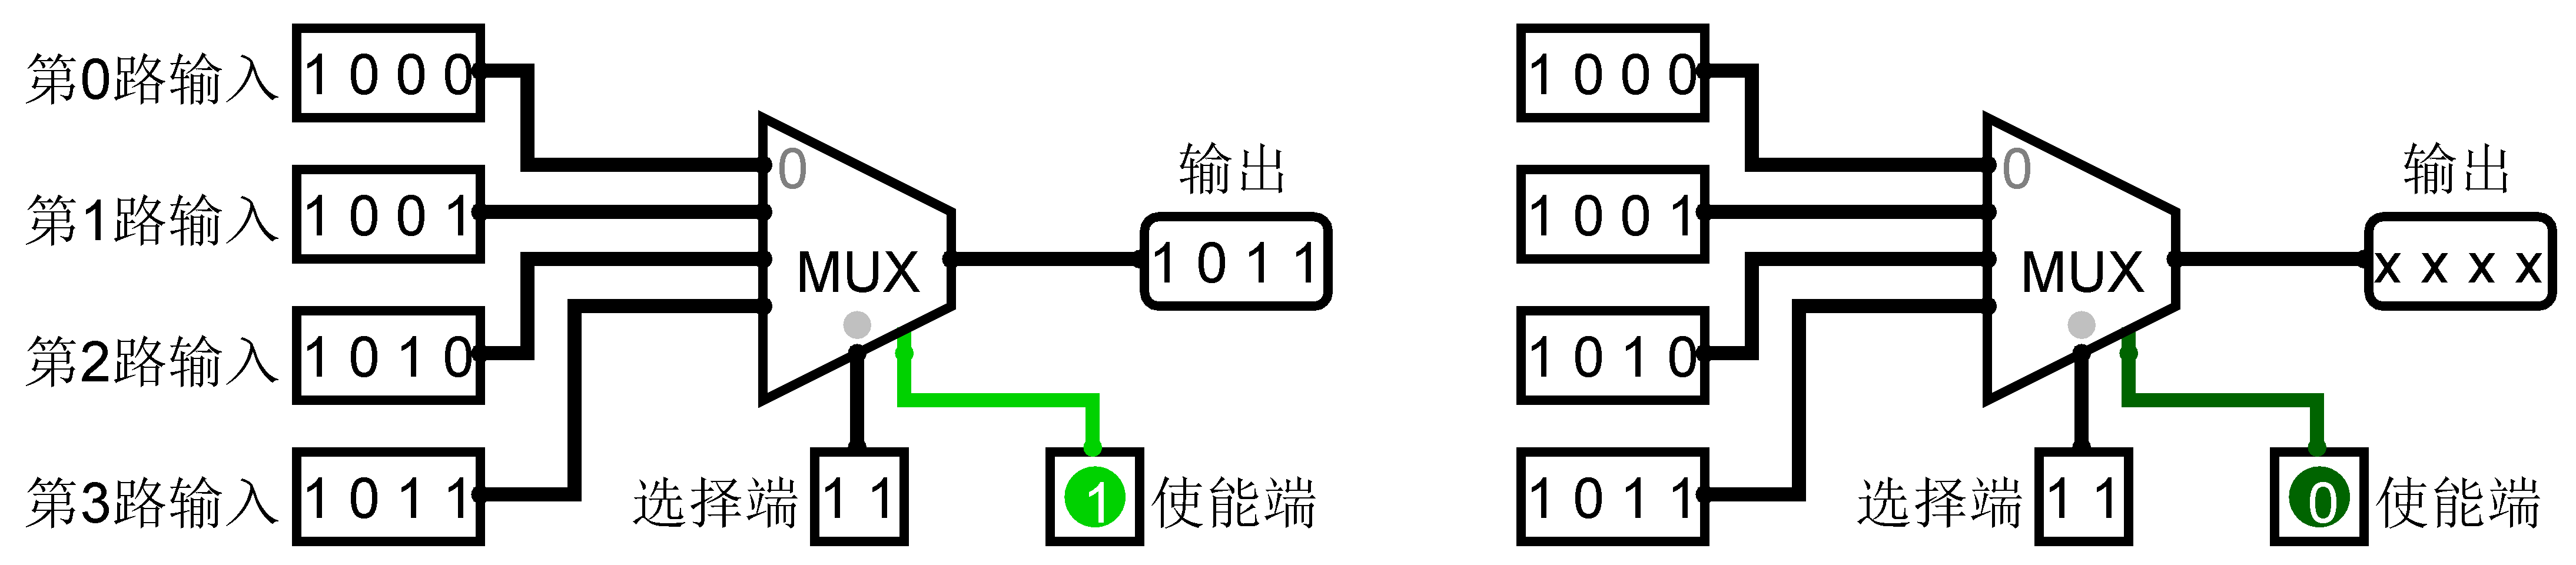 第0路输入 1 0 0 0
第1路输入 1 0 0 1
第2路输入 1 0 1 0
第3路输入 1 0 1 1
0
MUX
输出
1 0 1 1
选择端 1 1
1 使能端
1 0 0 0
1 0 0 1
1 0 1 0
1 0 1 1
0
MUX
输出
x x x x
选择端 1 1
0 使能端